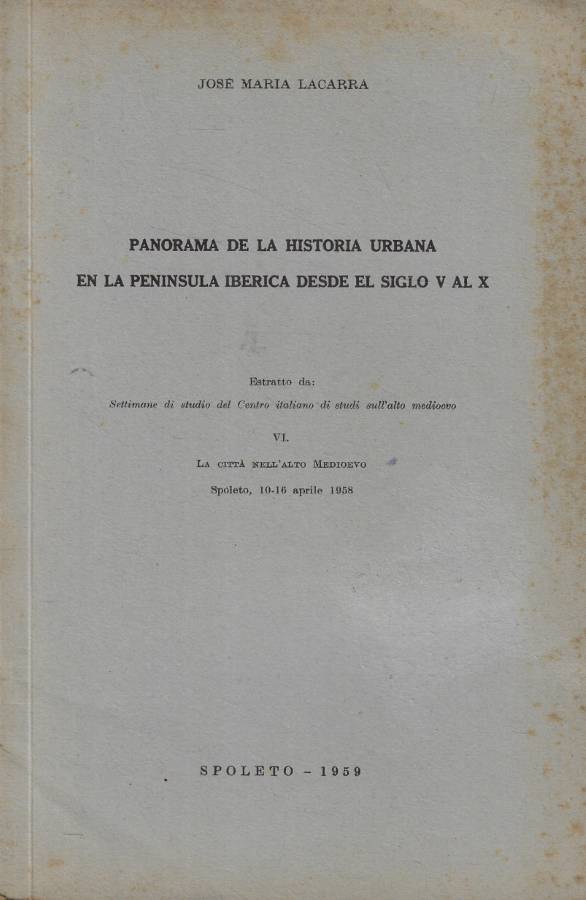 JOSÉ MARIA LACARRA
PANORAMA DE LA HISTORIA URBANA
EN LA PENINSULA IBERICA DESDE EL SIGLO V AL X
Estratto da:
Settimane di studio del Centro italiano di studi sull'alto medioevo
VI.
LA CITTÀ NELL'ALTO MEDIOEVO
Spoleto, 10-16 aprile 1958
SPOLETO - 1959